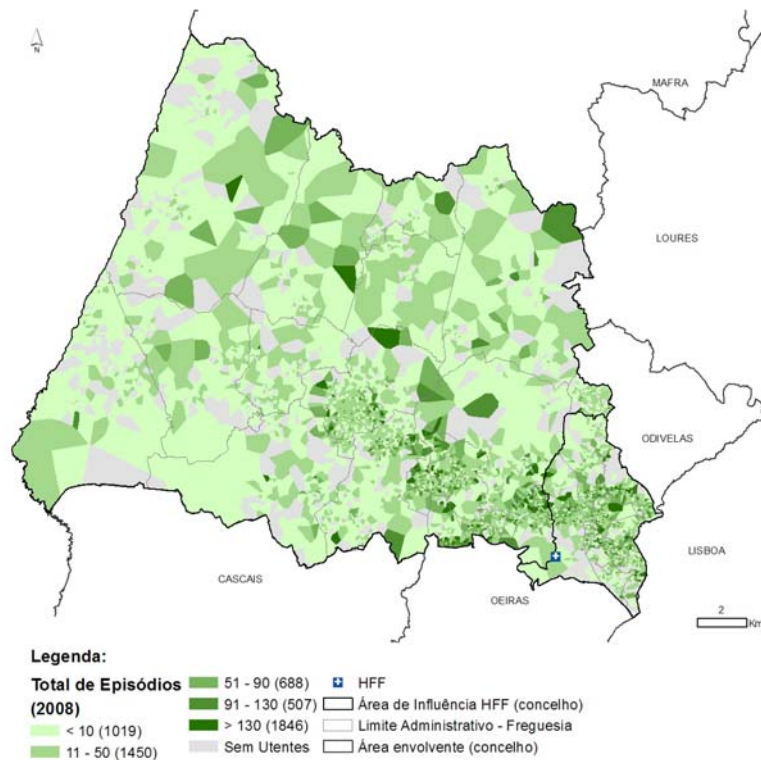 N
MAFRA
LOURES
ODIVELAS
LISBOA
CASCAIS
OEIRAS
2
Km
Legenda:
Total de Episódios
(2008)
< 10 (1019)
11 - 50 (1450)
51 - 90 (688)
91 - 130 (507)
> 130 (1846)
Sem Utentes
HFF
Área de Influência HFF (concelho)
Limite Administrativo - Freguesia
Área envolvente (concelho)